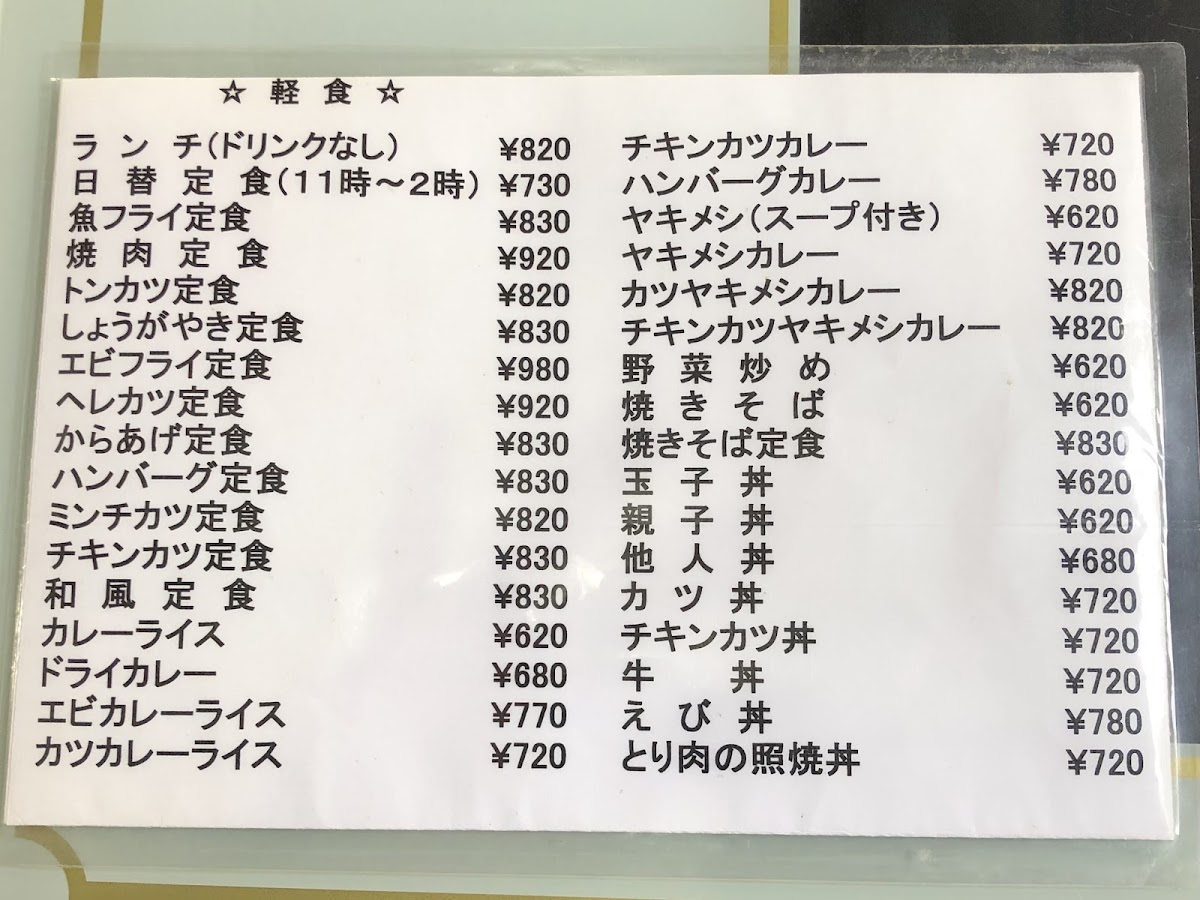 ☆ 軽 食 ☆
ラ ン チ(ドリンクなし) ¥820
日 替 定 食(11時～2時) ¥730
魚フライ定食 ¥830
焼 肉 定 食 ¥920
トンカツ定食 ¥820
しょうがやき定食 ¥830
エビフライ定食 ¥980
ヘレカツ定食 ¥920
からあげ定食 ¥830
ハンバーグ定食 ¥830
ミンチカツ定食 ¥820
チキンカツ定食 ¥830
和 風 定 食 ¥830
カレーライス ¥620
ドライカレー ¥680
エビカレーライス ¥770
カツカレーライス ¥720
チキンカツカレー ¥720
ハンバーグカレー ¥780
ヤキメシ(スープ付き) ¥620
ヤキメシカレー ¥720
カツヤキメシカレー ¥820
チキンカツヤキメシカレー ¥820
野 菜 炒 め ¥620
焼 き そ ば ¥620
焼きそば定食 ¥830
玉 子 丼 ¥620
親 子 丼 ¥620
他 人 丼 ¥680
カ ツ 丼 ¥720
チキンカツ丼 ¥720
牛 丼 ¥720
え び 丼 ¥780
とり肉の照焼丼 ¥720